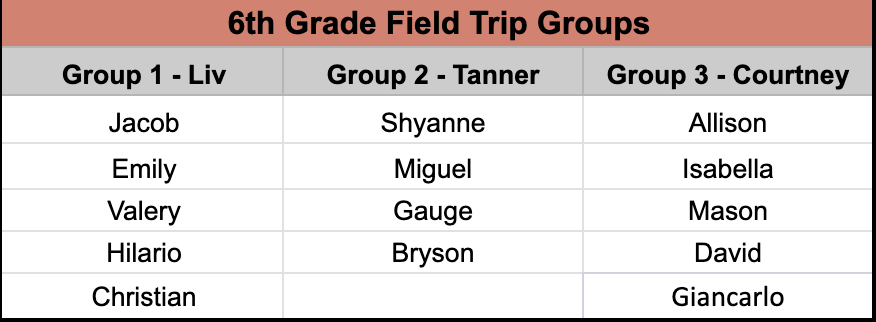 6th Grade Field Trip Groups
Group 1 - Liv Group 2 - Tanner Group 3 - Courtney
Jacob Shyanne Allison
Emily Miguel Isabella
Valery Gauge Mason
Hilario Bryson David
Christian Giancarlo